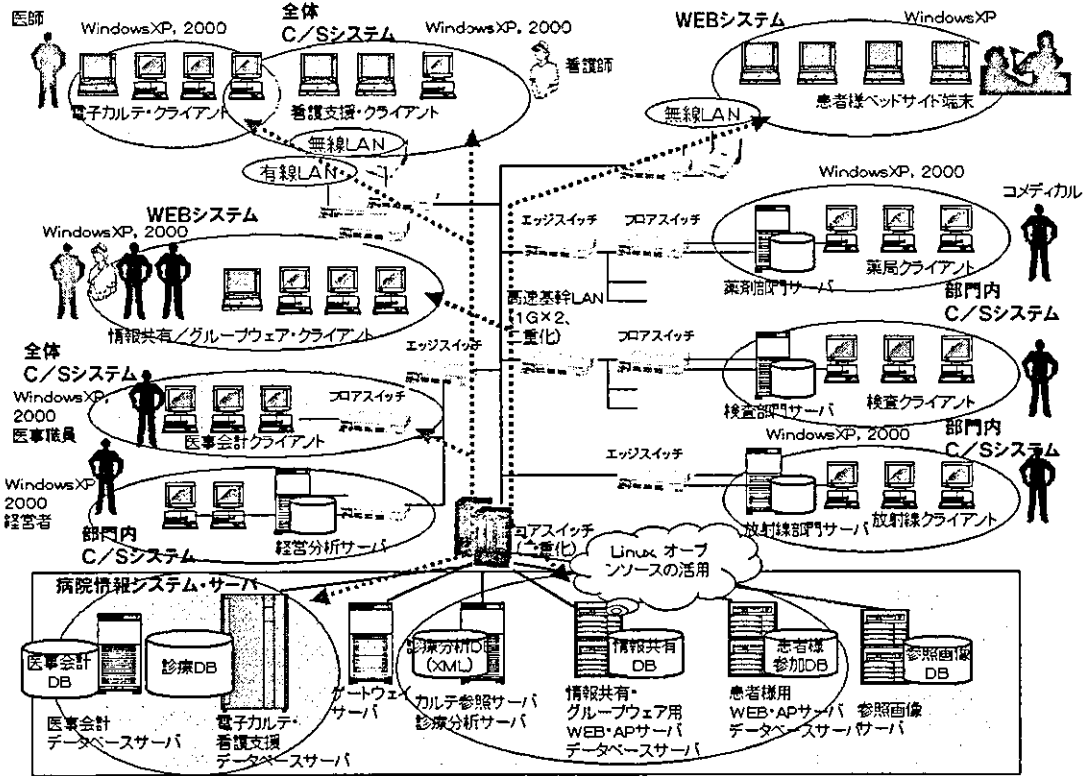 医師
WindowsXP, 2000
全体
C/Sシステム
WindowsXP, 2000
看護師
電子カルテ・クライアント
看護支援・クライアント
WEBシステム
WindowsXP
患者様ベッドサイド端末
無線LAN
無線LAN
有線LAN
WEBシステム
WindowsXP, 2000
情報共有/グループウェア・クライアント
エッジスイッチ
フロアスイッチ
WindowsXP, 2000
コメディカル
薬局クライアント
薬剤部門サーバ
部門内
C/Sシステム
高速基幹LAN
(1G×2、
二重化)
フロアスイッチ
検査部門サーバ
検査クライアント
部門内
C/Sシステム
エッジスイッチ
全体
C/Sシステム
WindowsXP,
2000
医事職員
フロアスイッチ
医事会計クライアント
WindowsXP
2000
経営者
部門内
C/Sシステム
経営分析サーバ
エッジスイッチ
WindowsXP, 2000
放射線部門サーバ
放射線クライアント
コアスイッチ
(二重化)
Linux オープ
ンソースの活用
病院情報システム・サーバ
医事会計
DB
診療DB
診療分析DB
(XML)
情報共有
DB
患者様
参加DB
参照画像
DB
医事会計
データベースサーバ
電子カルテ・
看護支援
データベースサーバ
ゲートウェイ
サーバ
カルテ参照サーバ
診療分析サーバ
情報共有・
グループウェア用
WEB・APサーバ
データベースサーバ
患者様用
WEB・APサーバ
データベースサーバ
参照画像
サーバ